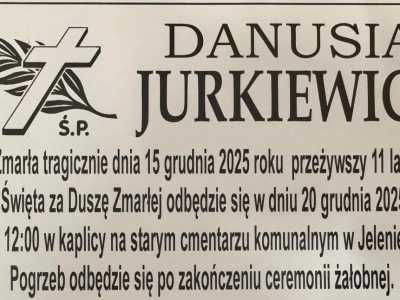 DANUSIA
JURKIEWIC
Ś.P.
Zmarła tragicznie dnia 15 grudnia 2025 roku przeżywszy 11 la
Święta za Duszę Zmarłej odbędzie się w dniu 20 grudnia 2025
12:00 w kaplicy na starym cmentarzu komunalnym w Jelenie
Pogrzeb odbędzie się po zakończeniu ceremonii żałobnej.